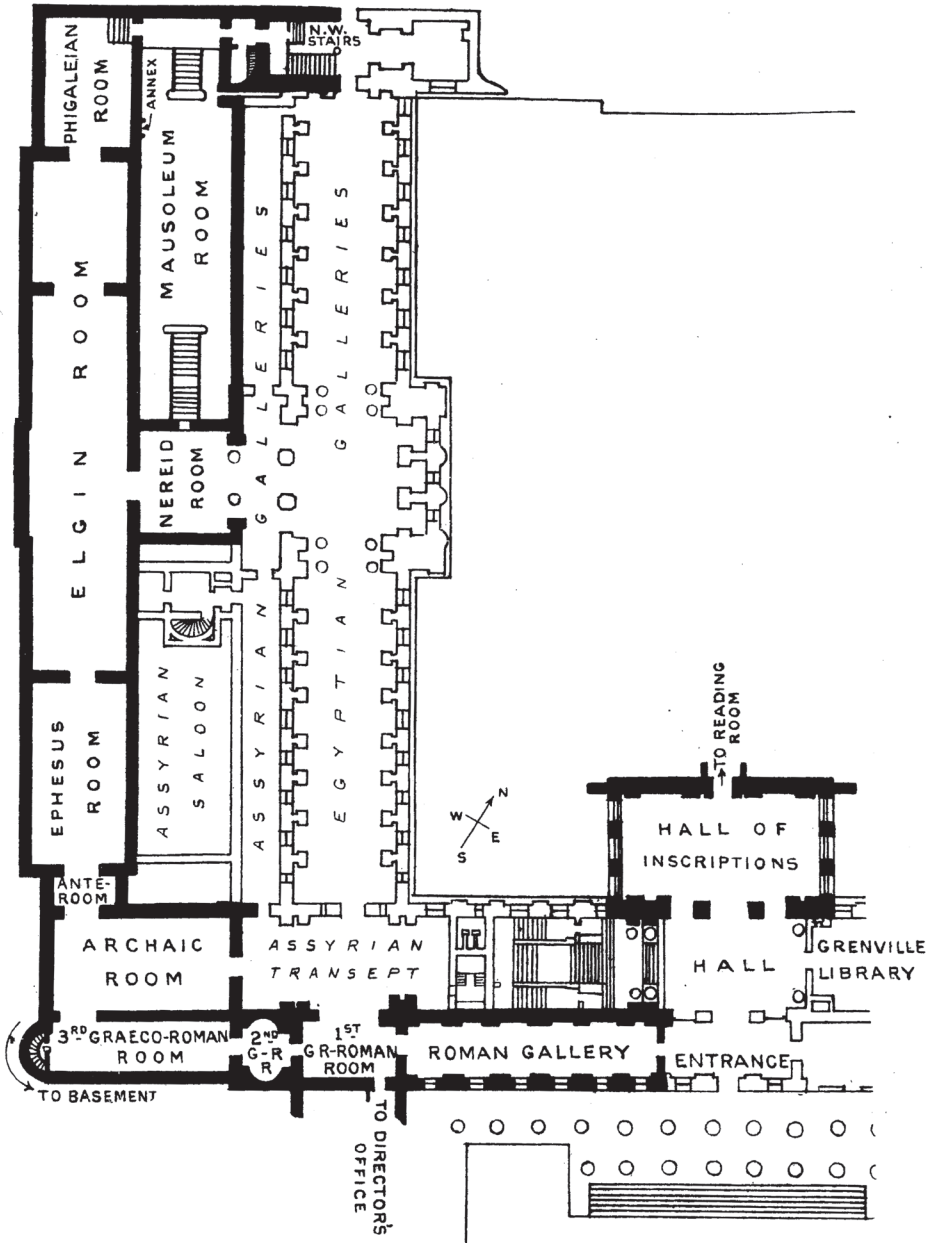 N.W.
STAIRS
PHIGALEIAN
ROOM
ANNEX
MAUSOLEUM
ROOM
ELGIN ROOM
NEREID
ROOM
ASSYRIAN GALLERIES
EGYPTIAN GALLERIES
EPHESUS
ROOM
ASSYRIAN
SALOON
N
W
E
S
TO READING
ROOM
HALL OF
INSCRIPTIONS
ANTE-
ROOM
ARCHAIC
ROOM
ASSYRIAN
TRANSEPT
HALL
GRENVILLE
LIBRARY
3RD GRAECO-ROMAN
ROOM
2ND
G-R
R
1ST
GR-ROMAN
ROOM
ROMAN GALLERY
ENTRANCE
TO BASEMENT
TO DIRECTOR'S
OFFICE